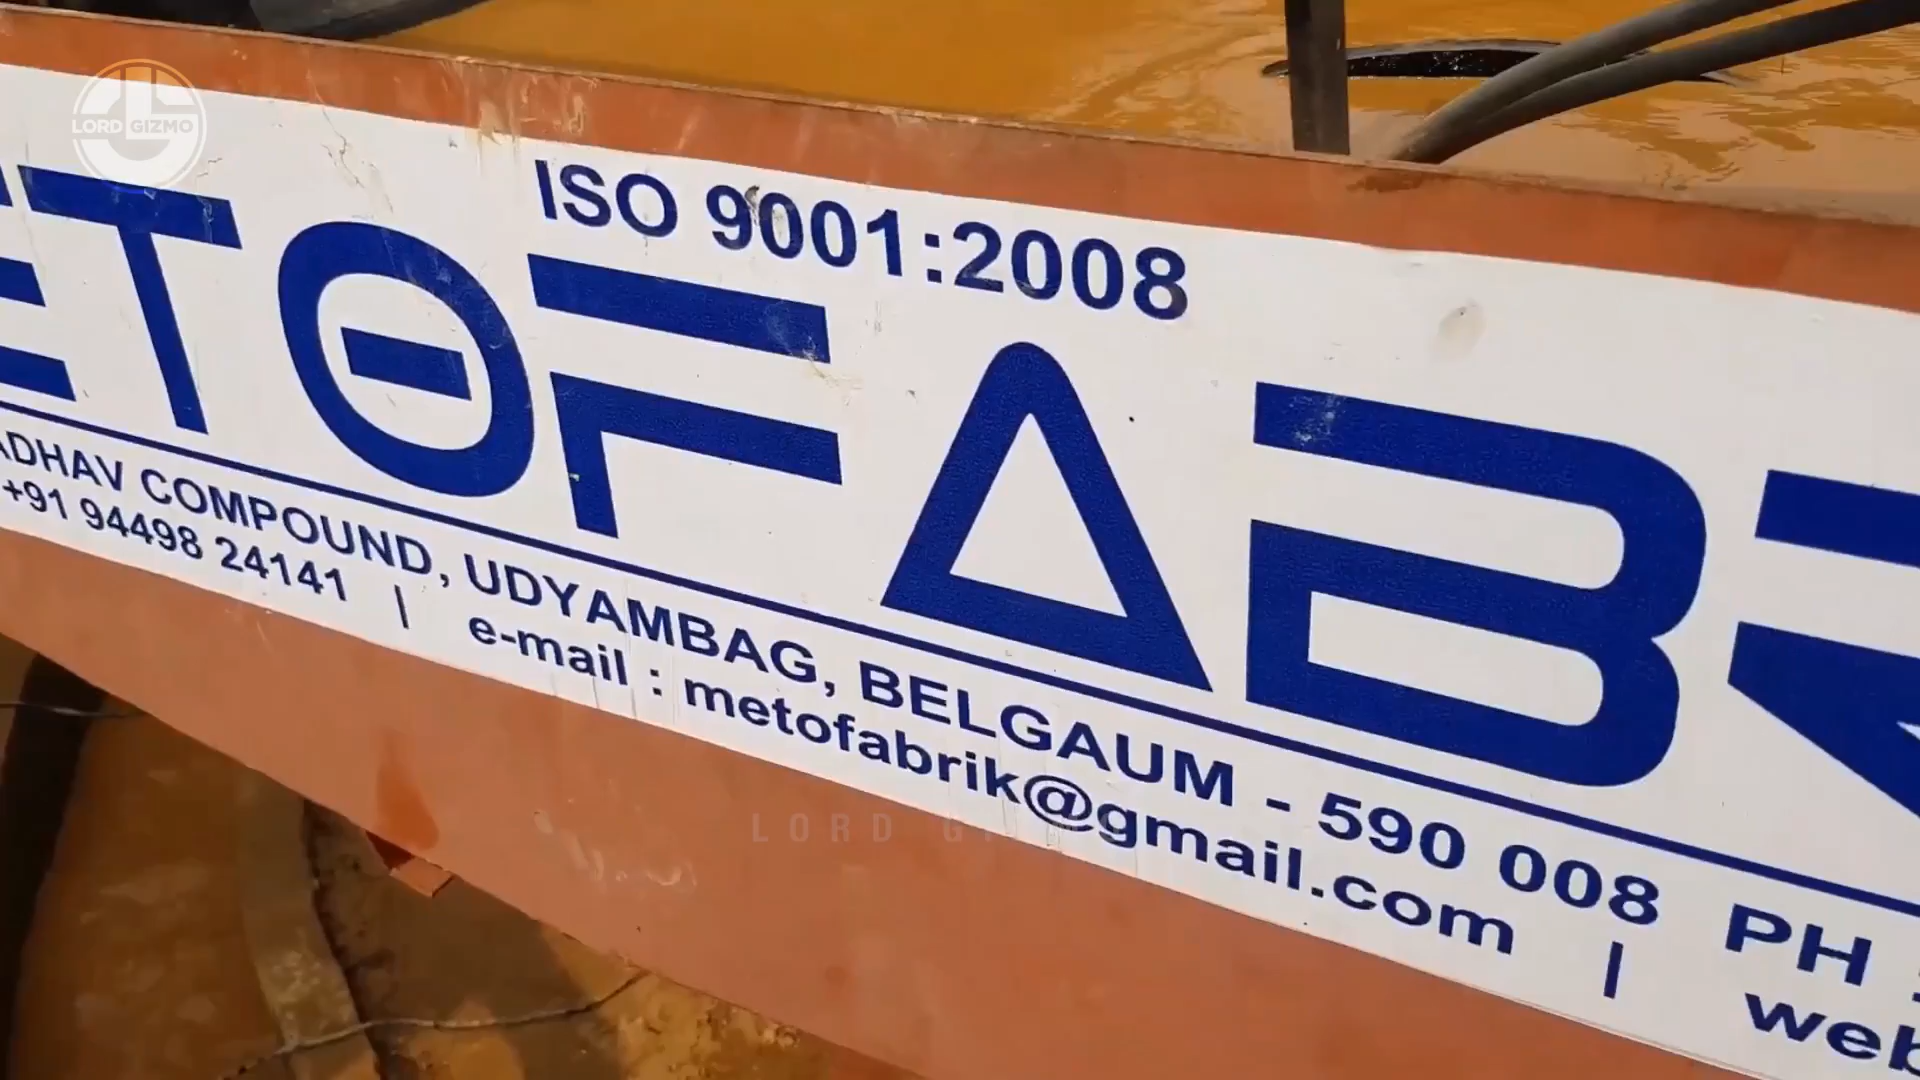 LORD GIZMO
ISO 9001:2008
ETOFAB
ADHAV COMPOUND, UDYAMBAG, BELGAUM - 590 008 PH
+91 94498 24141 | e-mail : metofabrik@gmail.com | web
LORD